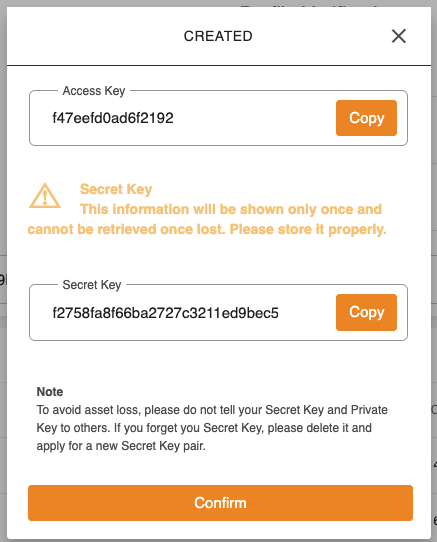 CREATED
Access Key
f47eefd0ad6f2192
Copy
Secret Key
This information will be shown only once and
cannot be retrieved once lost. Please store it properly.
Secret Key
f2758fa8f66ba2727c3211ed9bec5
Copy
Note
To avoid asset loss, please do not tell your Secret Key and Private
Key to others. If you forget you Secret Key, please delete it and
apply for a new Secret Key pair.
Confirm